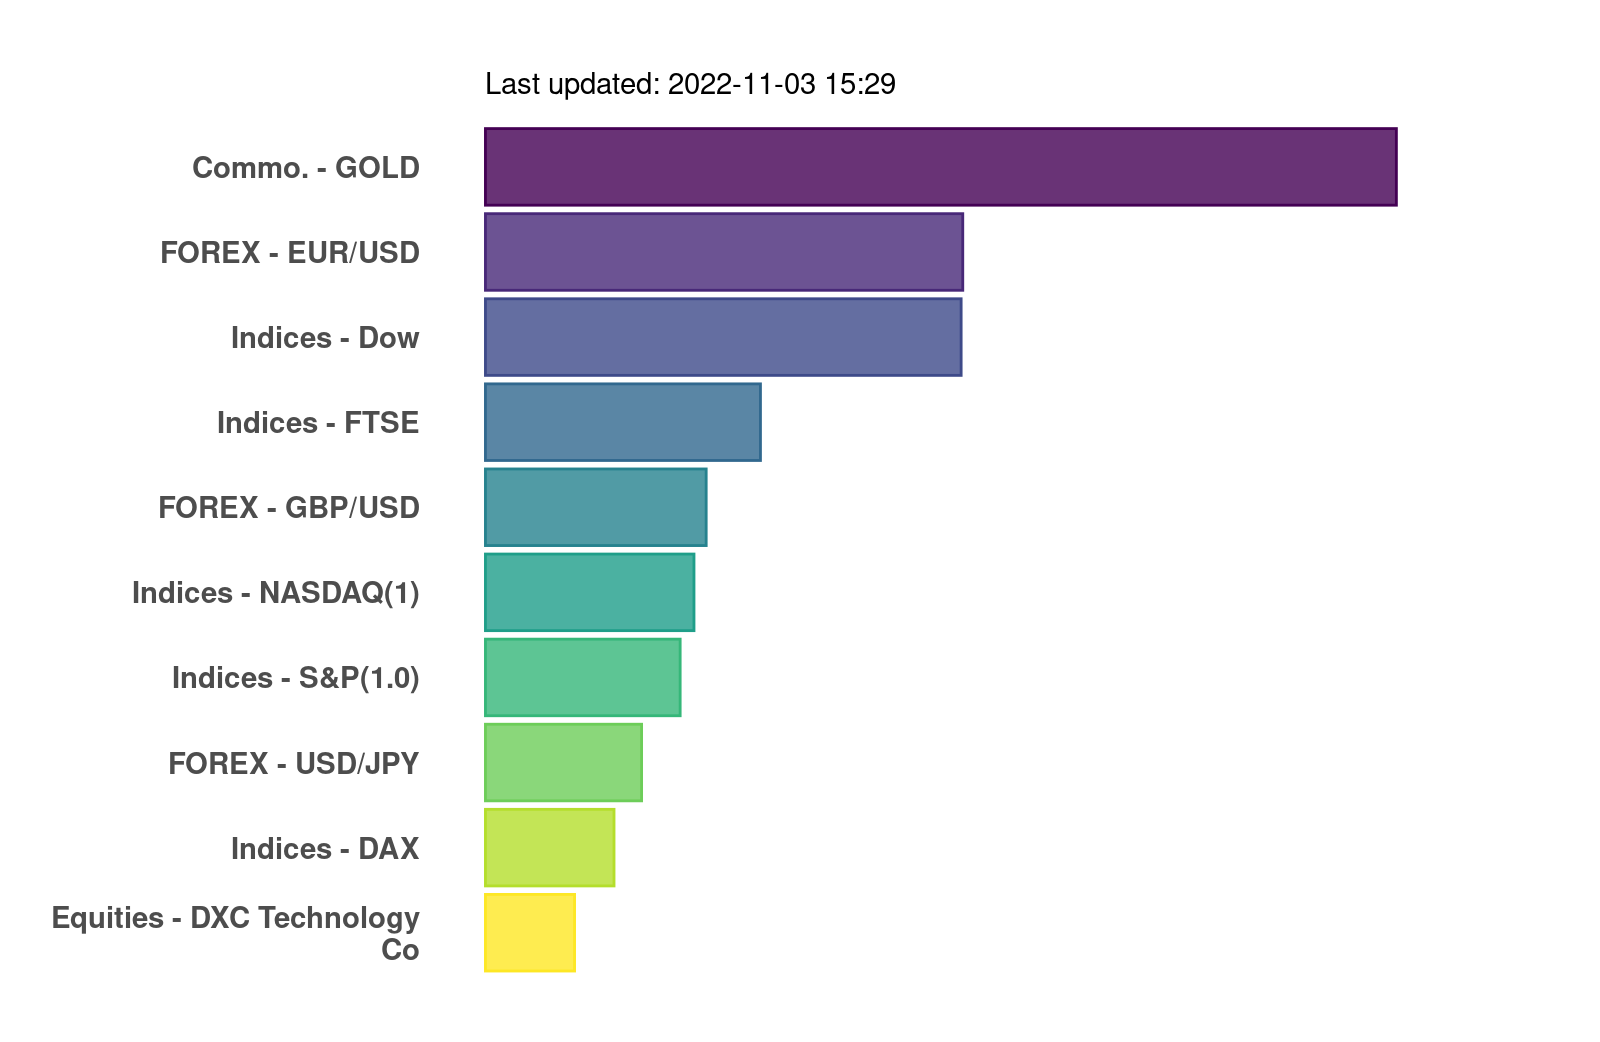 Last updated: 2022-11-03 15:29
Commo. - GOLD
FOREX - EUR/USD
Indices - Dow
Indices - FTSE
FOREX - GBP/USD
Indices - NASDAQ(1)
Indices - S&P(1.0)
FOREX - USD/JPY
Indices - DAX
Equities - DXC Technology
Co